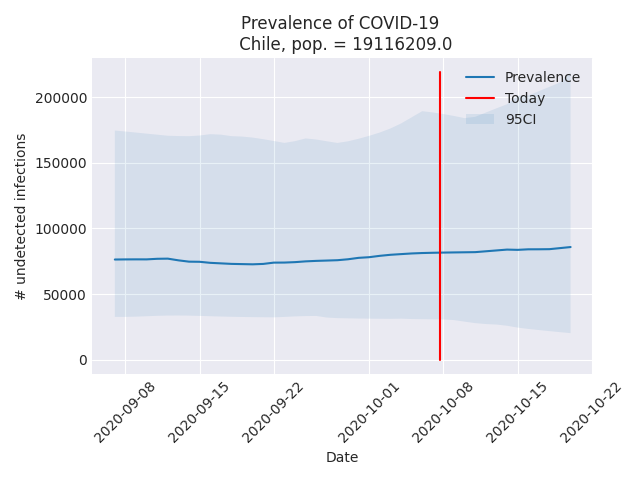 Prevalence of COVID-19
Chile, pop. = 19116209.0
Prevalence
Today
95CI
200000
150000
100000
50000
0
# undetected infections
2020-09-08
2020-09-15
2020-09-22
2020-10-01
2020-10-08
2020-10-15
2020-10-22
Date